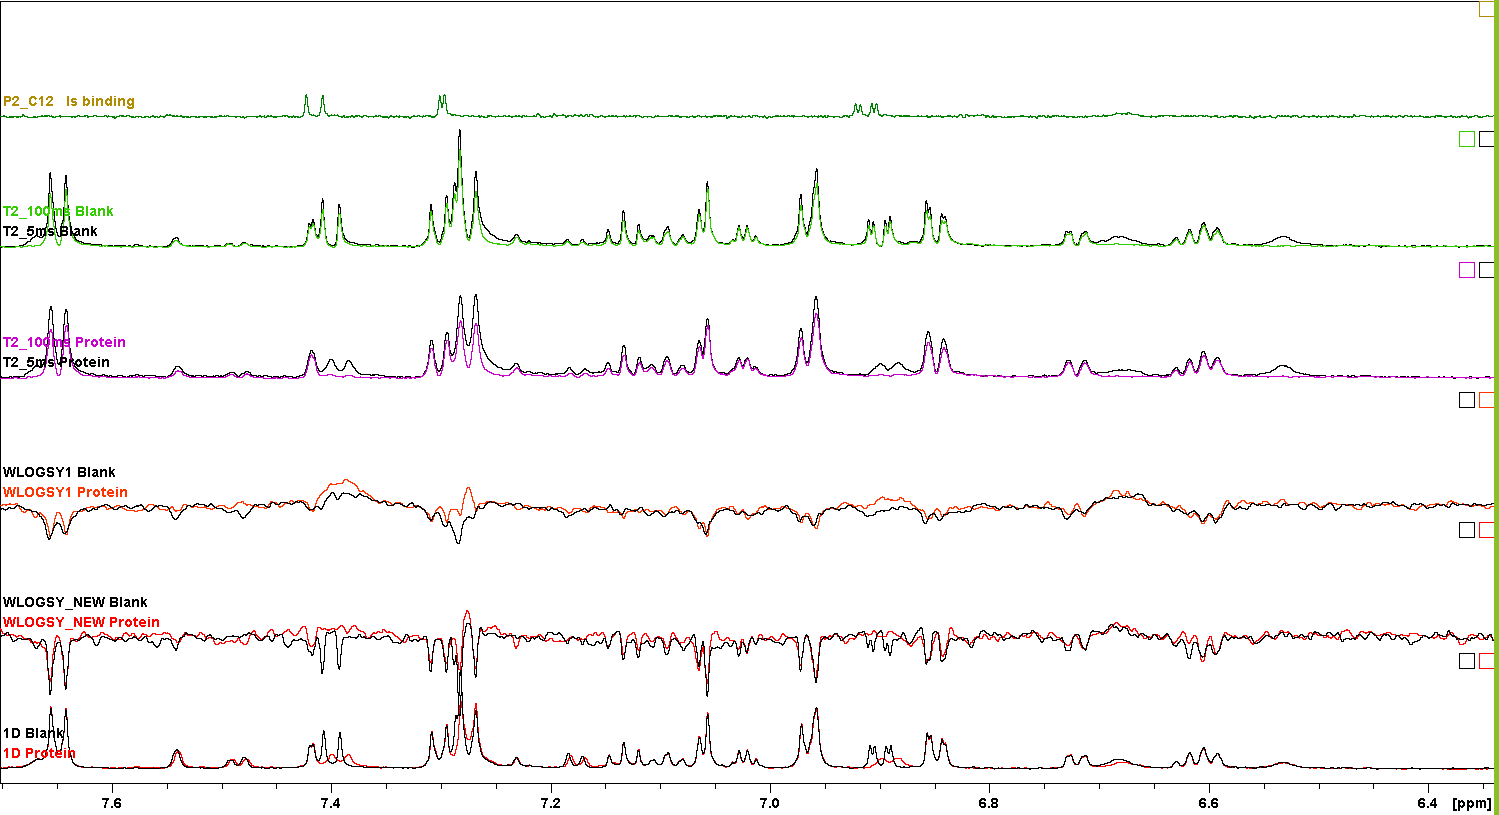 P2_C12 Is binding
T2_100ms Blank
T2_5ms Blank
T2_100ms Protein
T2_5ms Protein
WLOGSY1 Blank
WLOGSY1 Protein
WLOGSY_NEW Blank
WLOGSY_NEW Protein
1D Blank
1D Protein
7.6 7.4 7.2 7.0 6.8 6.6 6.4 [ppm]